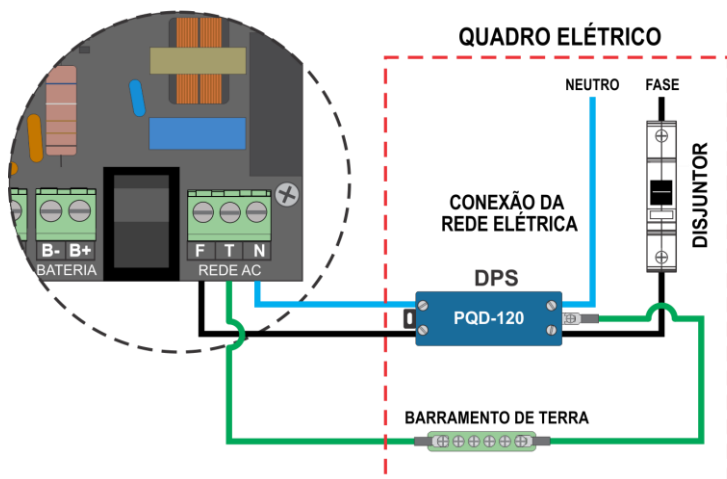 QUADRO ELÉTRICO
NEUTRO
FASE
DISJUNTOR
CONEXÃO DA
REDE ELÉTRICA
B- B+
BATERIA
F T N
REDE AC
DPS
PQD-120
BARRAMENTO DE TERRA